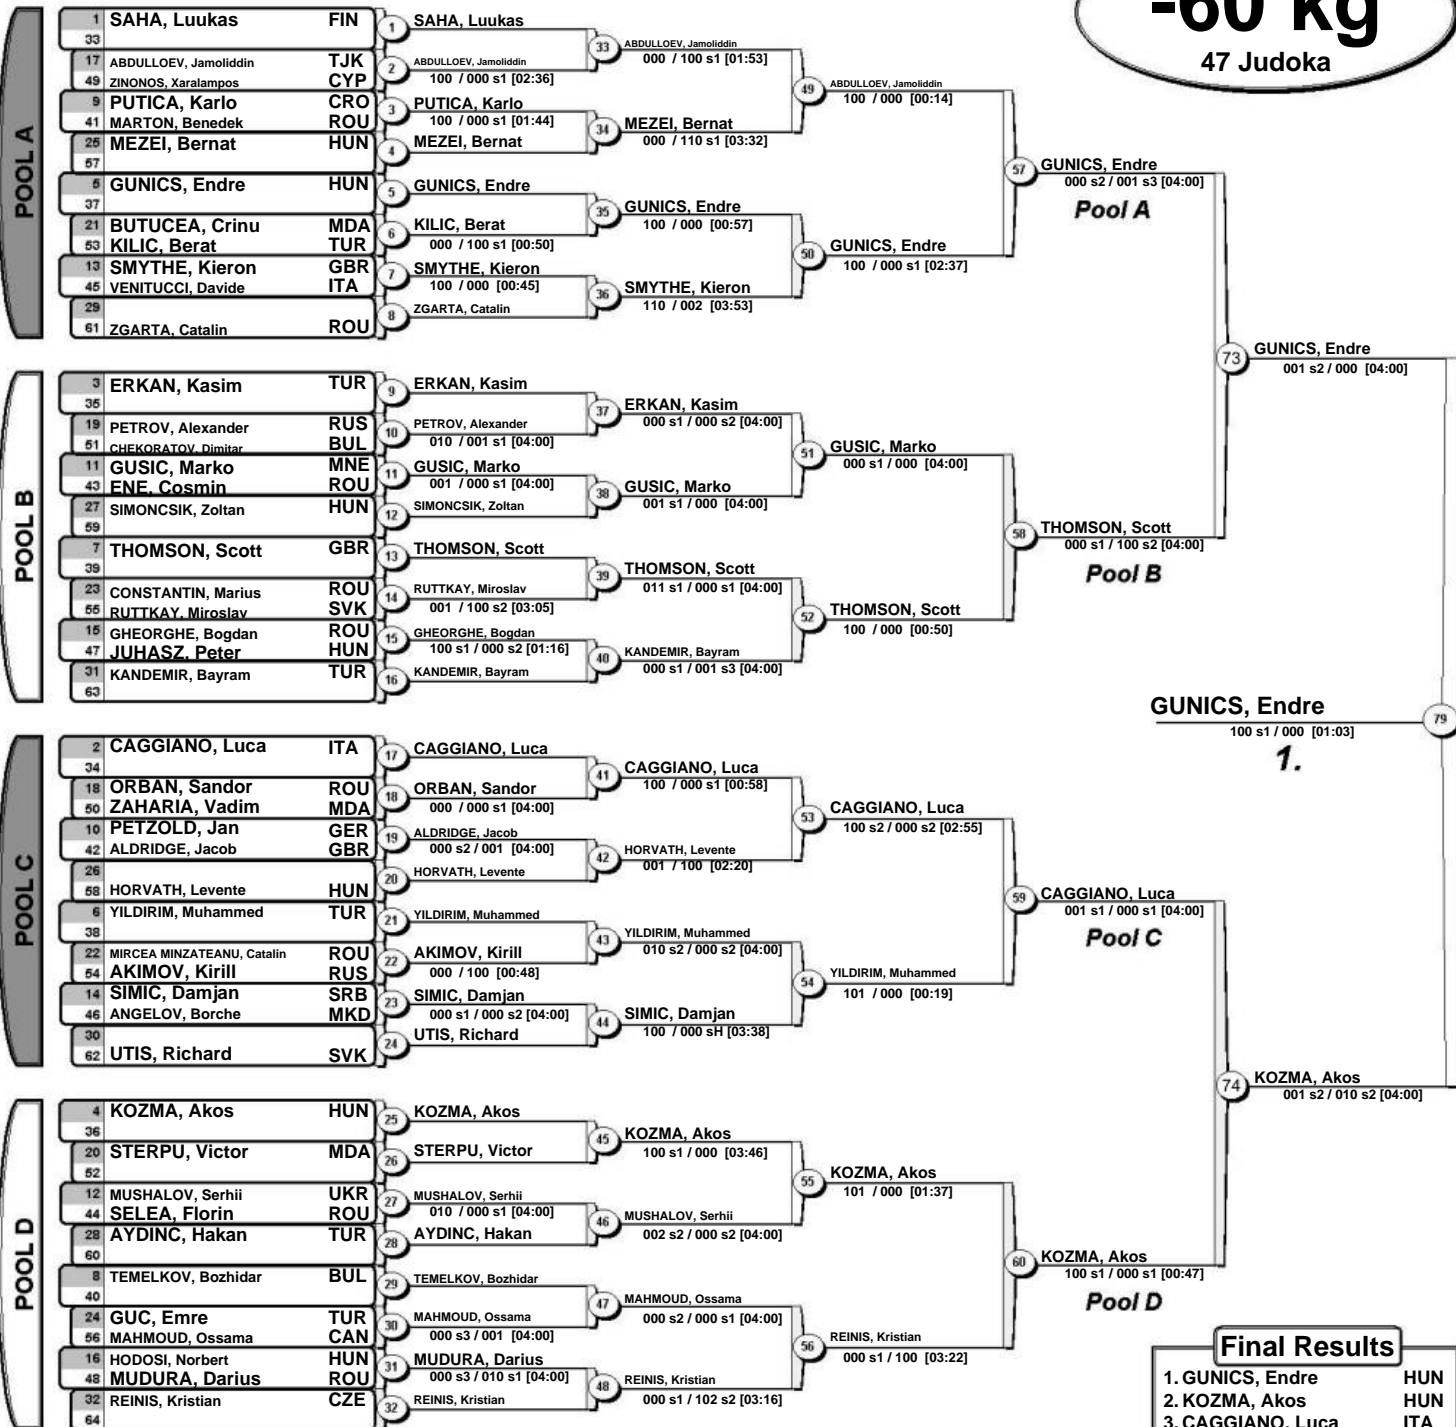 -60 kg
47 Judoka
POOL A
1 SAHA, Luukas FIN
33
17 ABDULLOEV, Jamoliddin TJK
49 ZINONOS, Xaralampos CYP
9 PUTICA, Karlo CRO
41 MARTON, Benedek ROU
25 MEZEI, Bernat HUN
57
5 GUNICS, Endre HUN
37
21 BUTUCEA, Crinu MDA
53 KILIC, Berat TUR
13 SMYTHE, Kieron GBR
45 VENITUCCI, Davide ITA
29
61 ZGARTA, Catalin ROU
1 SAHA, Luukas
2 ABDULLOEV, Jamoliddin
100 / 000 s1 [02:36]
3 PUTICA, Karlo
100 / 000 s1 [01:44]
4 MEZEI, Bernat
5 GUNICS, Endre
6 KILIC, Berat
000 / 100 s1 [00:50]
7 SMYTHE, Kieron
100 / 000 [00:45]
8 ZGARTA, Catalin
33 ABDULLOEV, Jamoliddin
000 / 100 s1 [01:53]
34 MEZEI, Bernat
000 / 110 s1 [03:32]
35 GUNICS, Endre
100 / 000 [00:57]
36 SMYTHE, Kieron
110 / 002 [03:53]
49 ABDULLOEV, Jamoliddin
100 / 000 [00:14]
50 GUNICS, Endre
100 / 000 s1 [02:37]
57 GUNICS, Endre
000 s2 / 001 s3 [04:00]
Pool A
POOL B
3 ERKAN, Kasim TUR
35
19 PETROV, Alexander RUS
51 CHEKORATOV, Dimitar BUL
11 GUSIC, Marko MNE
43 ENE, Cosmin ROU
27 SIMONCSIK, Zoltan HUN
59
7 THOMSON, Scott GBR
39
23 CONSTANTIN, Marius ROU
55 RUTTKAY, Miroslav SVK
15 GHEORGHE, Bogdan ROU
47 JUHASZ, Peter HUN
31 KANDEMIR, Bayram TUR
63
9 ERKAN, Kasim
10 PETROV, Alexander
010 / 001 s1 [04:00]
11 GUSIC, Marko
001 / 000 s1 [04:00]
12 SIMONCSIK, Zoltan
13 THOMSON, Scott
14 RUTTKAY, Miroslav
001 / 100 s2 [03:05]
15 GHEORGHE, Bogdan
100 s1 / 000 s2 [01:16]
16 KANDEMIR, Bayram
37 ERKAN, Kasim
000 s1 / 000 s2 [04:00]
38 GUSIC, Marko
001 s1 / 000 [04:00]
39 THOMSON, Scott
011 s1 / 000 s1 [04:00]
40 KANDEMIR, Bayram
000 s1 / 001 s3 [04:00]
51 GUSIC, Marko
000 s1 / 000 [04:00]
52 THOMSON, Scott
100 / 000 [00:50]
58 THOMSON, Scott
000 s1 / 100 s2 [04:00]
Pool B
73 GUNICS, Endre
001 s2 / 000 [04:00]
GUNICS, Endre 79
100 s1 / 000 [01:03]
1.
POOL C
2 CAGGIANO, Luca ITA
34
18 ORBAN, Sandor ROU
50 ZAHARIA, Vadim MDA
10 PETZOLD, Jan GER
42 ALDRIDGE, Jacob GBR
26
58 HORVATH, Levente HUN
6 YILDIRIM, Muhammed TUR
38
22 MIRCEA MINZATEANU, Catalin ROU
54 AKIMOV, Kirill RUS
14 SIMIC, Damjan SRB
46 ANGELOV, Borche MKD
30
62 UTIS, Richard SVK
17 CAGGIANO, Luca
18 ORBAN, Sandor
000 / 000 s1 [04:00]
19 ALDRIDGE, Jacob
000 s2 / 001 [04:00]
20 HORVATH, Levente
21 YILDIRIM, Muhammed
22 AKIMOV, Kirill
000 / 100 [00:48]
23 SIMIC, Damjan
000 s1 / 000 s2 [04:00]
24 UTIS, Richard
41 CAGGIANO, Luca
100 / 000 s1 [00:58]
42 HORVATH, Levente
001 / 100 [02:20]
43 YILDIRIM, Muhammed
010 s2 / 000 s2 [04:00]
44 SIMIC, Damjan
100 / 000 sH [03:38]
53 CAGGIANO, Luca
100 s2 / 000 s2 [02:55]
54 YILDIRIM, Muhammed
101 / 000 [00:19]
59 CAGGIANO, Luca
001 s1 / 000 s1 [04:00]
Pool C
POOL D
4 KOZMA, Akos HUN
36
20 STERPU, Victor MDA
52
12 MUSHALOV, Serhii UKR
44 SELEA, Florin ROU
28 AYDINC, Hakan TUR
60
8 TEMELKOV, Bozhidar BUL
40
24 GUC, Emre TUR
56 MAHMOUD, Ossama CAN
16 HODOSI, Norbert HUN
48 MUDURA, Darius ROU
32 REINIS, Kristian CZE
64
25 KOZMA, Akos
26 STERPU, Victor
27 MUSHALOV, Serhii
010 / 000 s1 [04:00]
28 AYDINC, Hakan
29 TEMELKOV, Bozhidar
30 MAHMOUD, Ossama
000 s3 / 001 [04:00]
31 MUDURA, Darius
000 s3 / 010 s1 [04:00]
32 REINIS, Kristian
45 KOZMA, Akos
100 s1 / 000 [03:46]
46 MUSHALOV, Serhii
002 s2 / 000 s2 [04:00]
47 MAHMOUD, Ossama
000 s2 / 000 s1 [04:00]
48 REINIS, Kristian
000 s1 / 102 s2 [03:16]
55 KOZMA, Akos
101 / 000 [01:37]
56 REINIS, Kristian
000 s1 / 100 [03:22]
60 KOZMA, Akos
100 s1 / 000 s1 [00:47]
Pool D
74 KOZMA, Akos
001 s2 / 010 s2 [04:00]
Final Results
1. GUNICS, Endre HUN
2. KOZMA, Akos HUN
3. CAGGIANO, Luca ITA